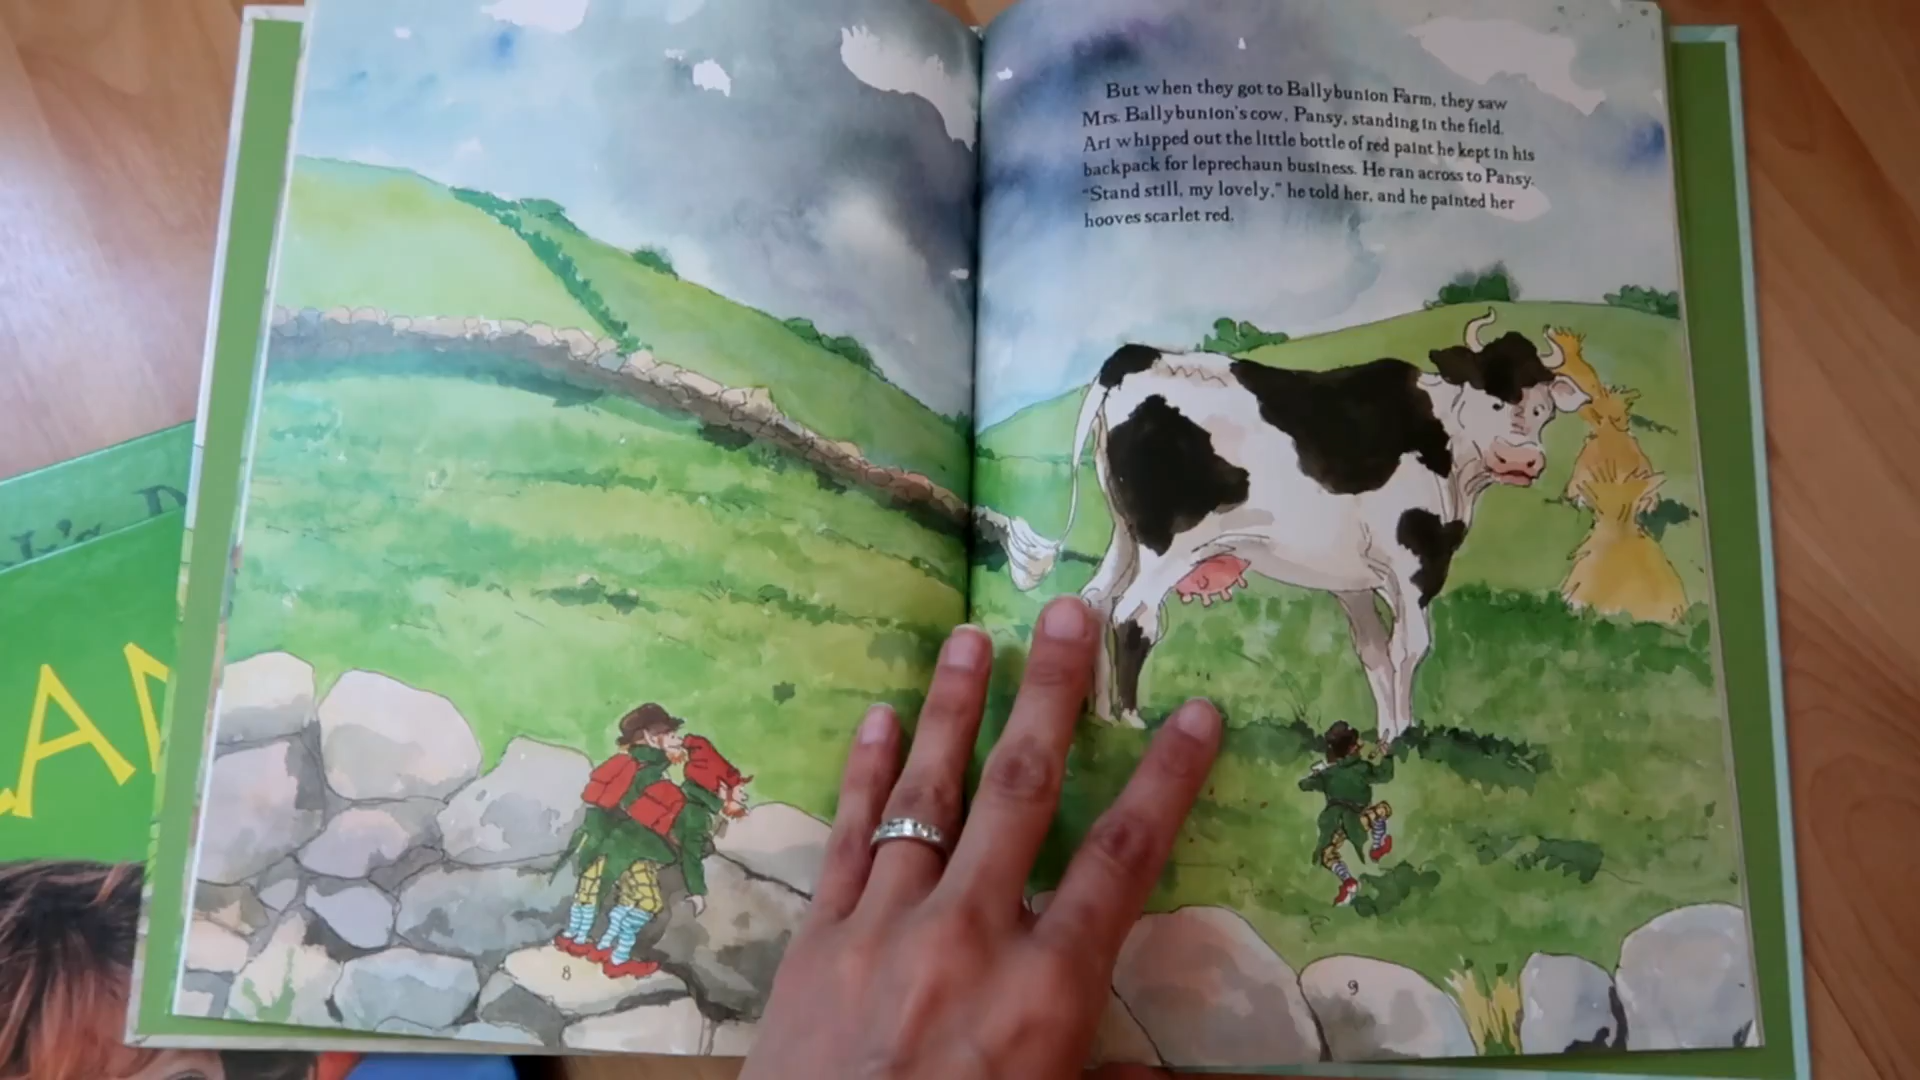 But when they got to Ballybunion Farm, they saw
Mrs. Ballybunion's cow, Pansy, standing in the field.
Ari whipped out the little bottle of red paint he kept in his
backpack for leprechaun business. He ran across to Pansy.
"Stand still, my lovely," he told her, and he painted her
hooves scarlet red.
8
9